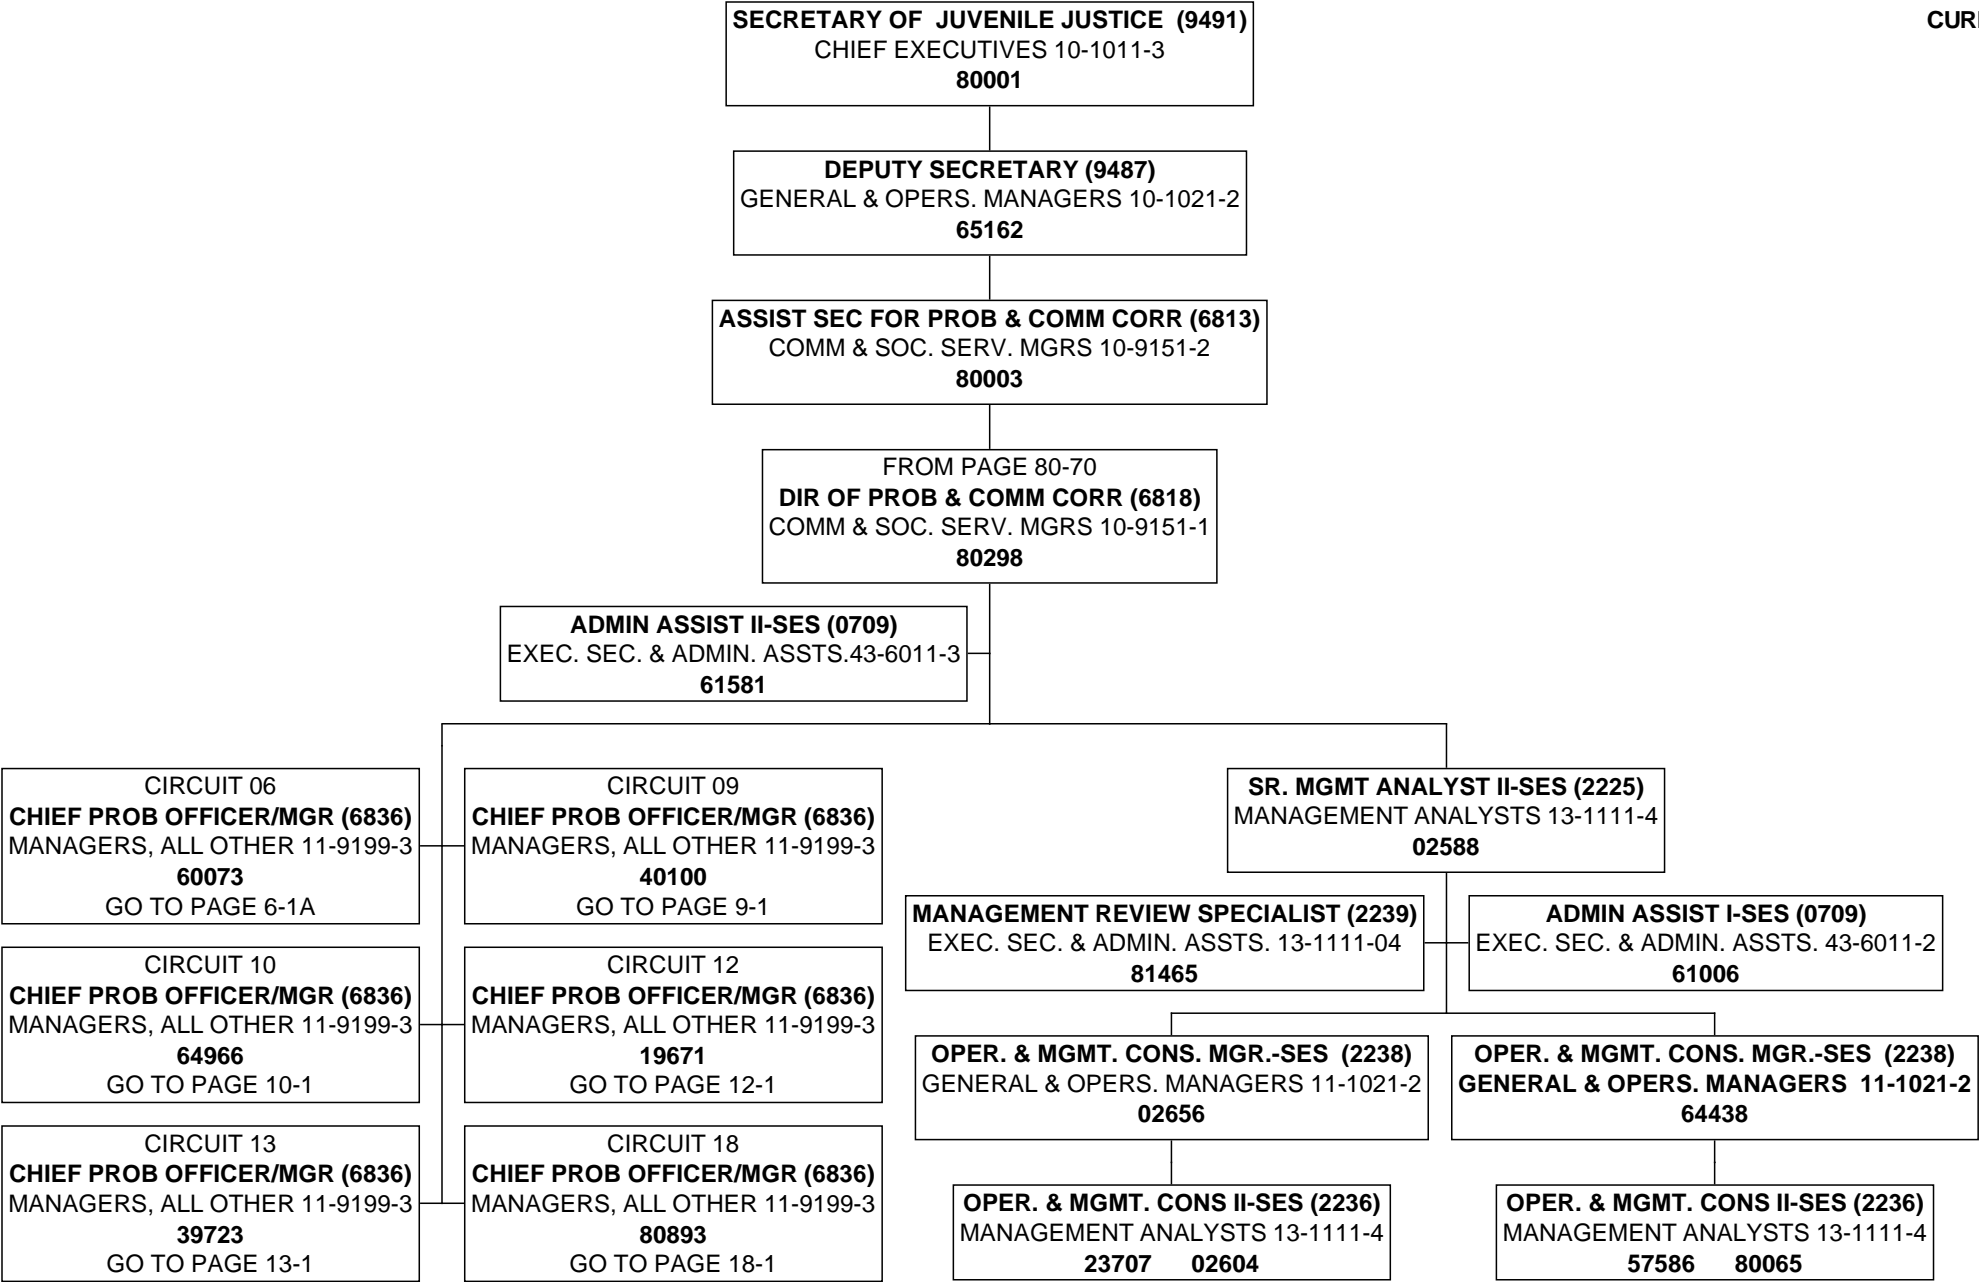 SECRETARY OF JUVENILE JUSTICE (9491)
CHIEF EXECUTIVES 10-1011-3
80001
DEPUTY SECRETARY (9487)
GENERAL & OPERS. MANAGERS 10-1021-2
65162
ASSIST SEC FOR PROB & COMM CORR (6813)
COMM & SOC. SERV. MGRS 10-9151-2
80003
FROM PAGE 80-70
DIR OF PROB & COMM CORR (6818)
COMM & SOC. SERV. MGRS 10-9151-1
80298
ADMIN ASSIST II-SES (0709)
EXEC. SEC. & ADMIN. ASSTS.43-6011-3
61581
CIRCUIT 06
CHIEF PROB OFFICER/MGR (6836)
MANAGERS, ALL OTHER 11-9199-3
60073
GO TO PAGE 6-1A
CIRCUIT 09
CHIEF PROB OFFICER/MGR (6836)
MANAGERS, ALL OTHER 11-9199-3
40100
GO TO PAGE 9-1
CIRCUIT 10
CHIEF PROB OFFICER/MGR (6836)
MANAGERS, ALL OTHER 11-9199-3
64966
GO TO PAGE 10-1
CIRCUIT 12
CHIEF PROB OFFICER/MGR (6836)
MANAGERS, ALL OTHER 11-9199-3
19671
GO TO PAGE 12-1
CIRCUIT 13
CHIEF PROB OFFICER/MGR (6836)
MANAGERS, ALL OTHER 11-9199-3
39723
GO TO PAGE 13-1
CIRCUIT 18
CHIEF PROB OFFICER/MGR (6836)
MANAGERS, ALL OTHER 11-9199-3
80893
GO TO PAGE 18-1
SR. MGMT ANALYST II-SES (2225)
MANAGEMENT ANALYSTS 13-1111-4
02588
MANAGEMENT REVIEW SPECIALIST (2239)
EXEC. SEC. & ADMIN. ASSTS. 13-1111-04
81465
ADMIN ASSIST I-SES (0709)
EXEC. SEC. & ADMIN. ASSTS. 43-6011-2
61006
OPER. & MGMT. CONS. MGR.-SES (2238)
GENERAL & OPERS. MANAGERS 11-1021-2
02656
OPER. & MGMT. CONS. MGR.-SES (2238)
GENERAL & OPERS. MANAGERS 11-1021-2
64438
OPER. & MGMT. CONS II-SES (2236)
MANAGEMENT ANALYSTS 13-1111-4
23707 02604
OPER. & MGMT. CONS II-SES (2236)
MANAGEMENT ANALYSTS 13-1111-4
57586 80065